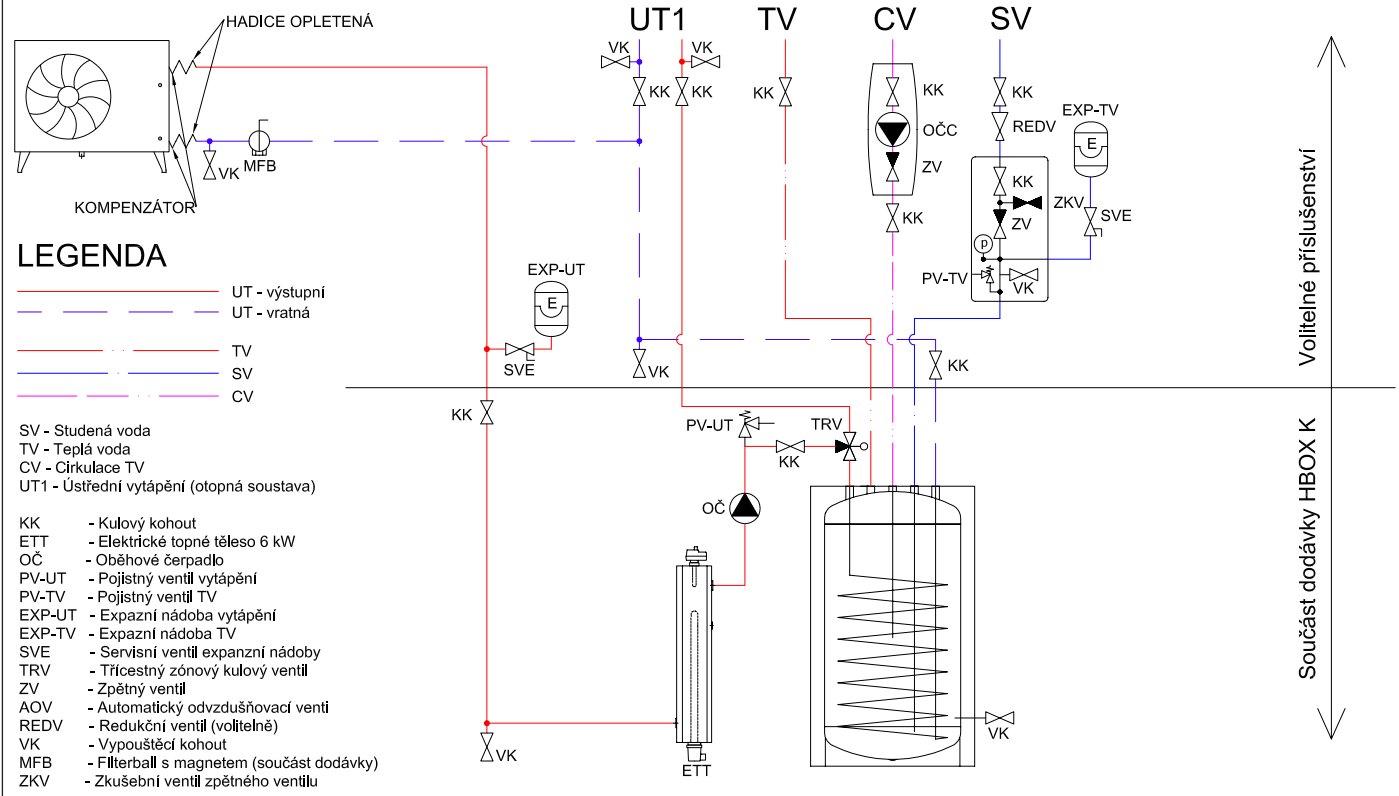 HADICE OPLETENÁ
UT1
TV
CV
SV
VK
VK
KK
KK
KK
KK
KK
EXP-TV
E
OČC
REDV
MFB
VK
ZV
KK
ZKV
SVE
KOMPENZÁTOR
KK
ZV
p
PV-TV
VK
LEGENDA
EXP-UT
E
UT - výstupní
UT - vratná
TV
SV
CV
SVE
VK
KK
Volitelné příslušenství
KK
PV-UT
TRV
KK
SV - Studená voda
TV - Teplá voda
CV - Cirkulace TV
UT1 - Ústřední vytápění (otopná soustava)
OČ
Součást dodávky HBOX K
KK - Kulový kohout
ETT - Elektrické topné těleso 6 kW
OČ - Oběhové čerpadlo
PV-UT - Pojistný ventil vytápění
PV-TV - Pojistný ventil TV
EXP-UT - Expazní nádoba vytápění
EXP-TV - Expazní nádoba TV
SVE - Servisní ventil expanzní nádoby
TRV - Třícestný zónový kulový ventil
ZV - Zpětný ventil
AOV - Automatický odvzdušňovací venti
REDV - Redukční ventil (volitelně)
VK - Vypouštěcí kohout
MFB - Filterball s magnetem (součást dodávky)
ZKV - Zkušební ventil zpětného ventilu
VK
ETT
VK